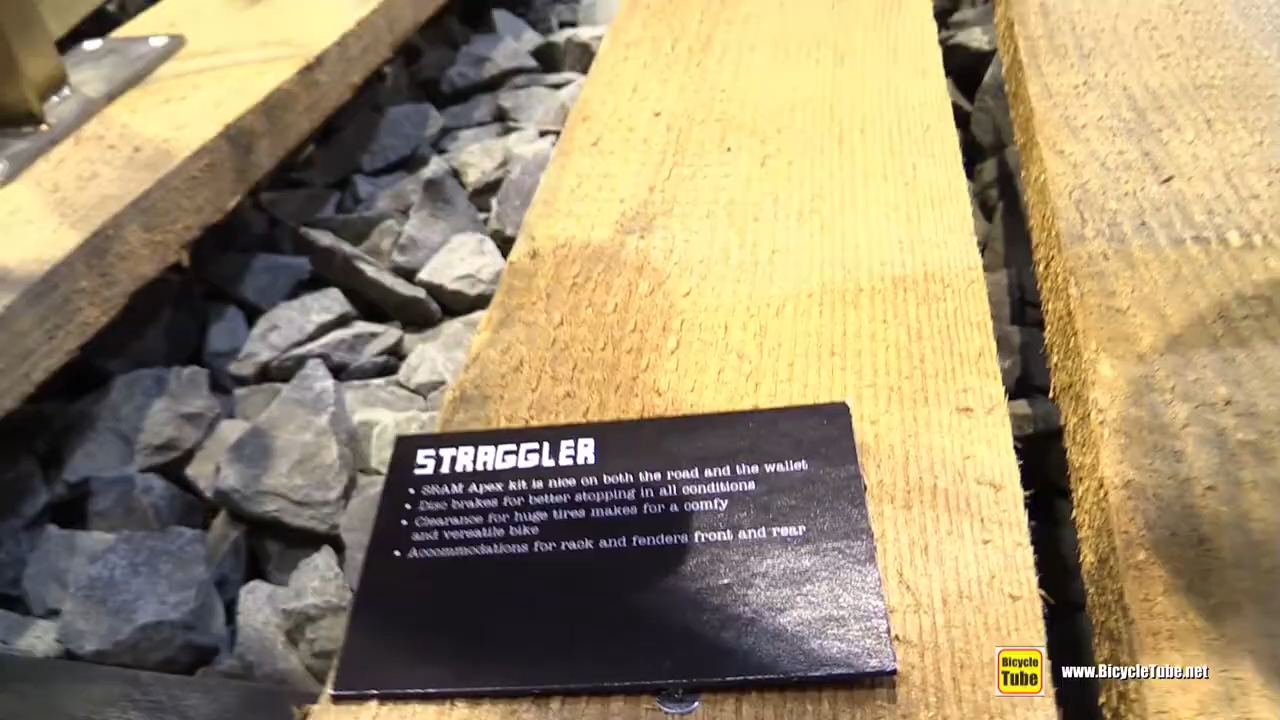 STRAGGLER
• SRAM Apex kit is nice on both the road and the wallet
• Disc brakes for better stopping in all conditions
• Clearance for huge tires makes for a comfy
and versatile bike
• Accommodations for rack and fenders front and rear
Bicycle
Tube
www.BicycleTube.net